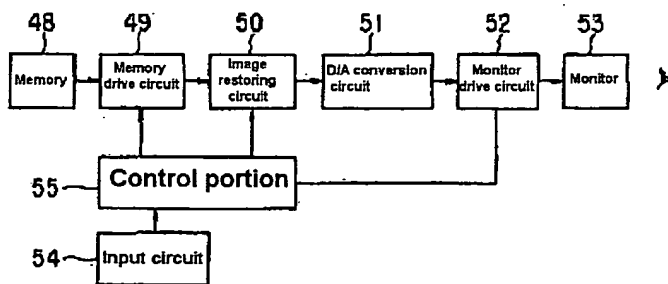 48 49 50 51 52 53
Memory
Memory
drive circuit
Image
restoring
circuit
D/A conversion
circuit
Monitor
drive circuit
Monitor
55
Control portion
54
Input circuit